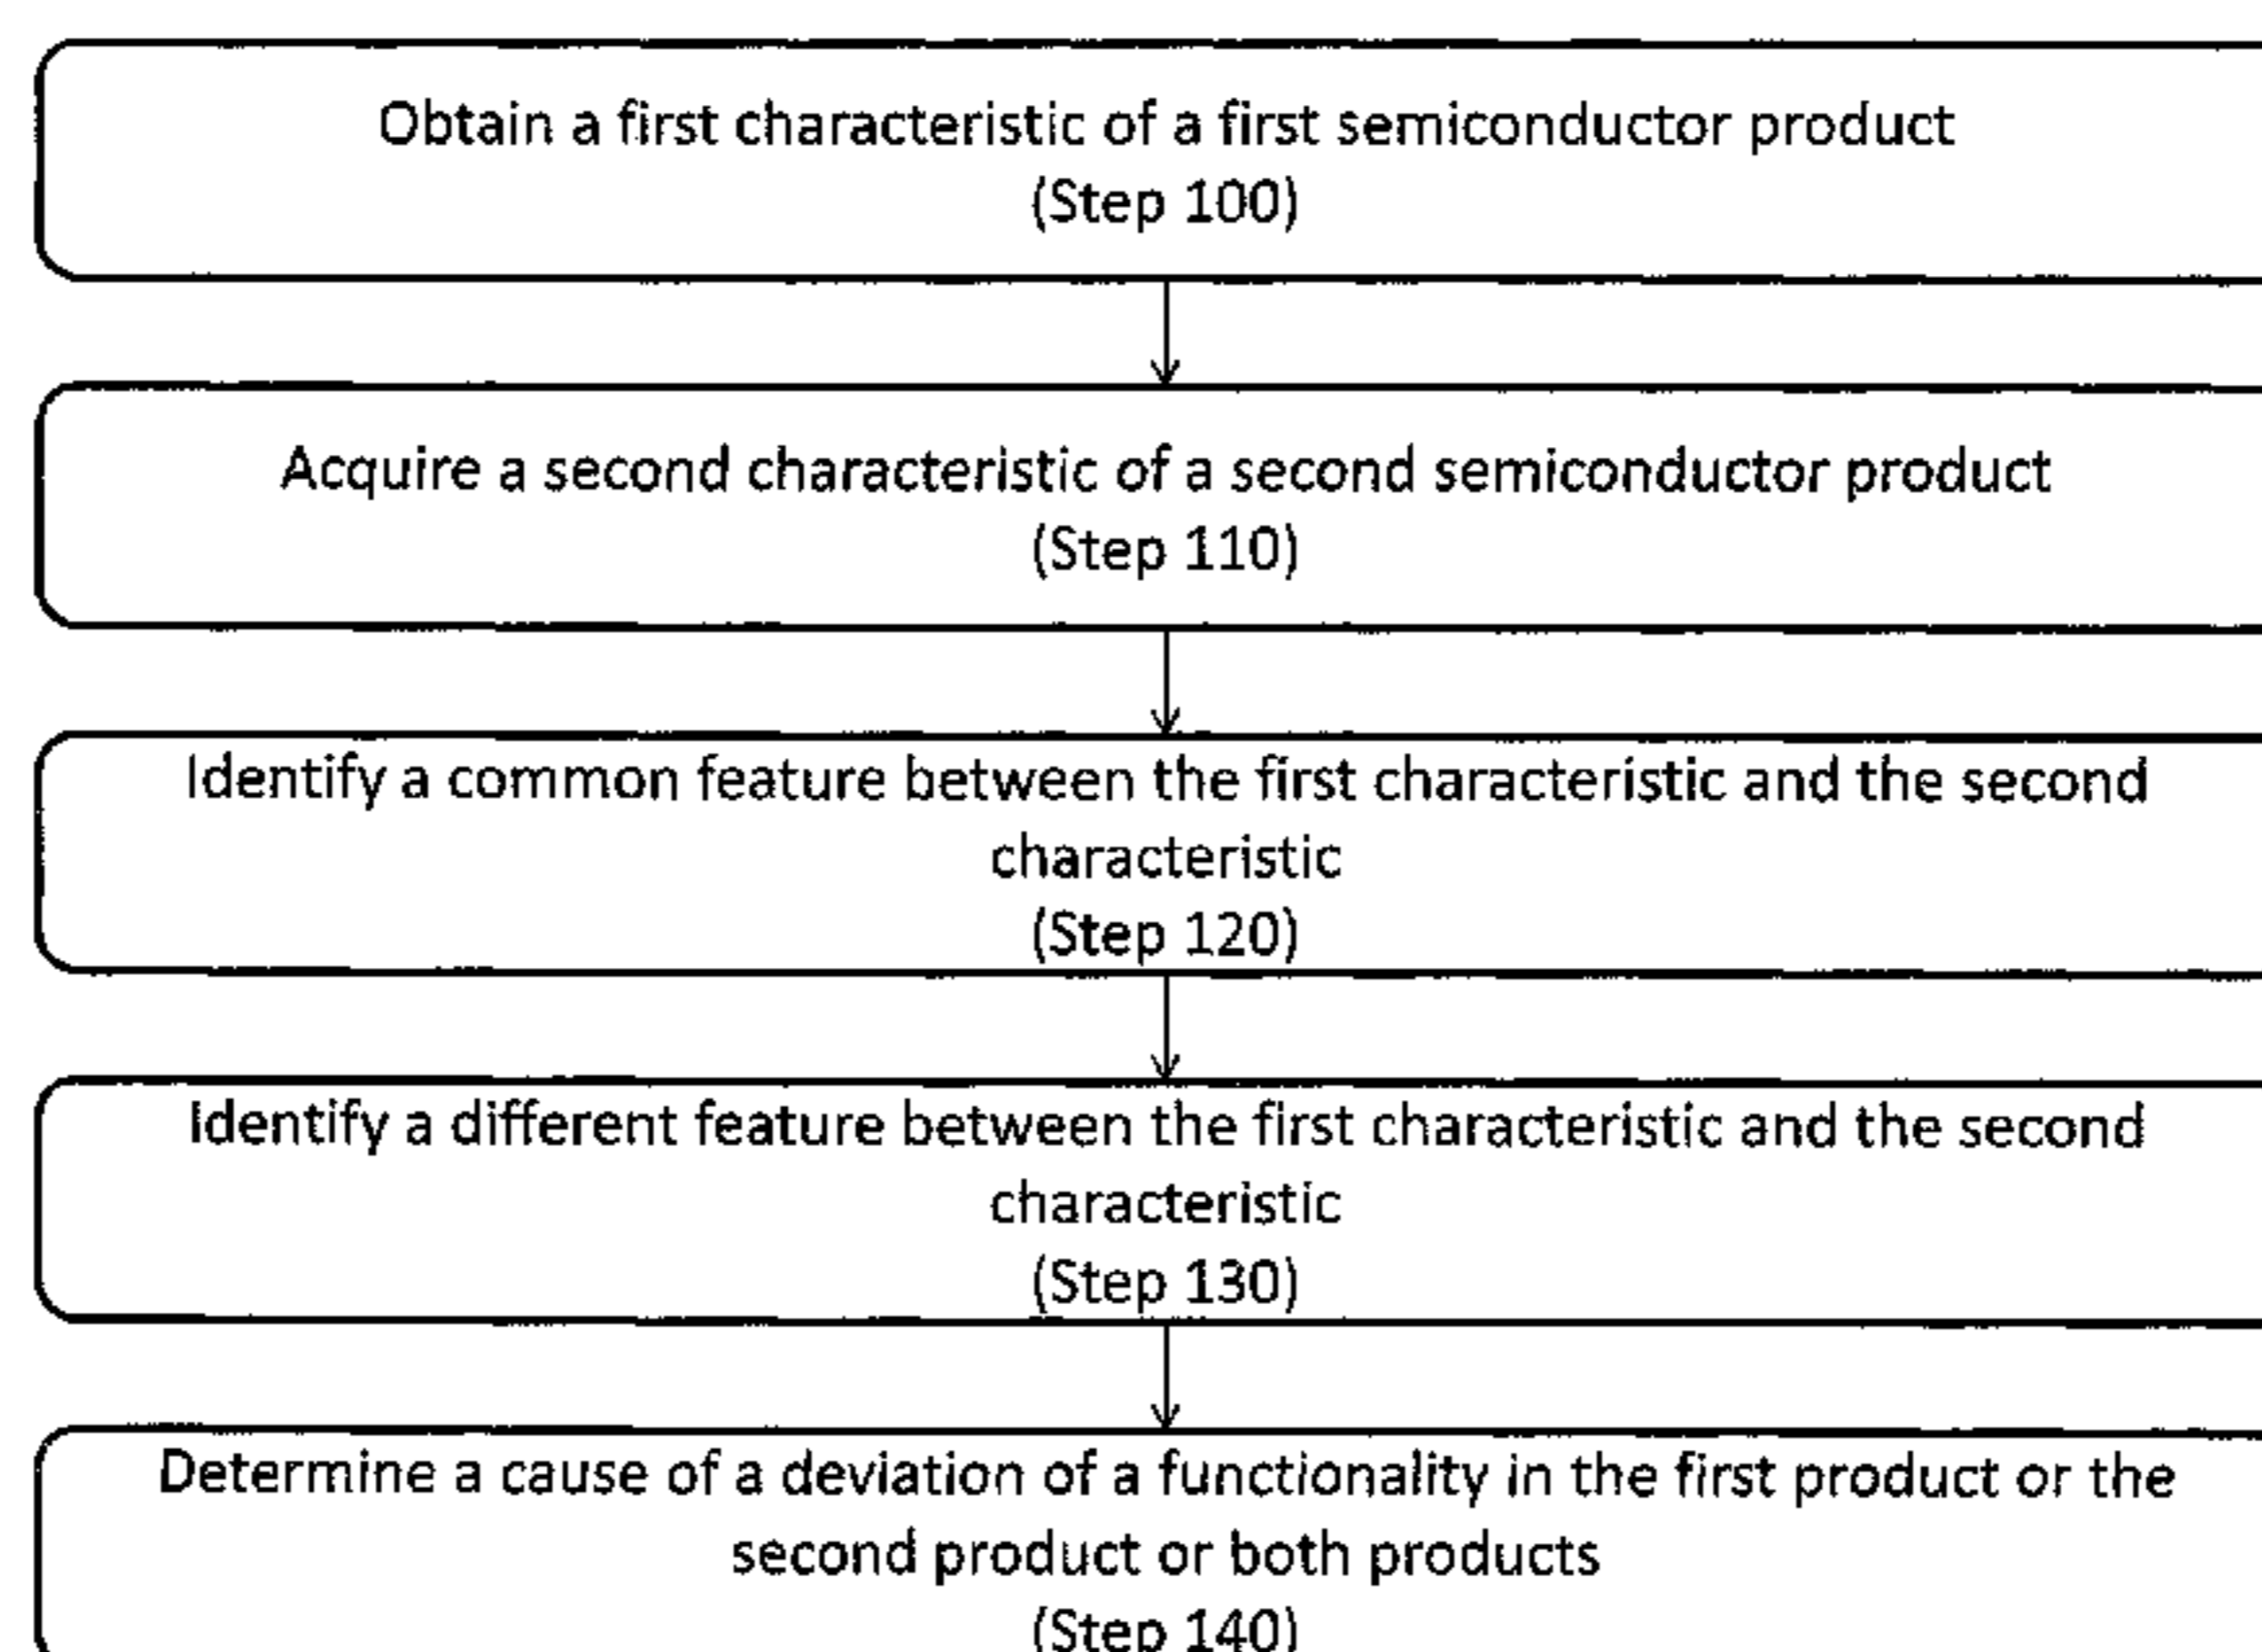 Obtain a first characteristic of a first semiconductor product
(Step 100)
Acquire a second characteristic of a second semiconductor product
(Step 110)
Identify a common feature between the first characteristic and the second
characteristic
(Step 120)
Identify a different feature between the first characteristic and the second
characteristic
(Step 130)
Determine a cause of a deviation of a functionality in the first product or the
second product or both products
(Step 140)